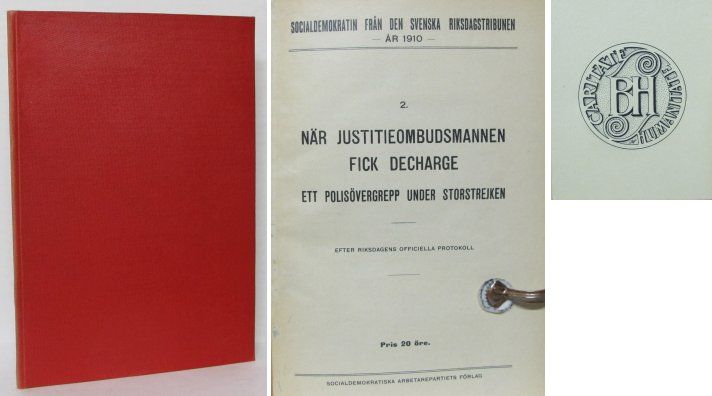 SOCIALDEMOKRATIN FRÅN DEN SVENSKA RIKSDAGSTRIBUNEN
— ÅR 1910 —
2.
NÄR JUSTITIEOMBUDSMANNEN
FICK DECHARGE
ETT POLISÖVERGREPP UNDER STORSTREJKEN
EFTER RIKSDAGENS OFFICIELLA PROTOKOLL
Pris 20 öre.
SOCIALDEMOKRATISKA ARBETAREPARTIETS FÖRLAG
CARITATE
BH